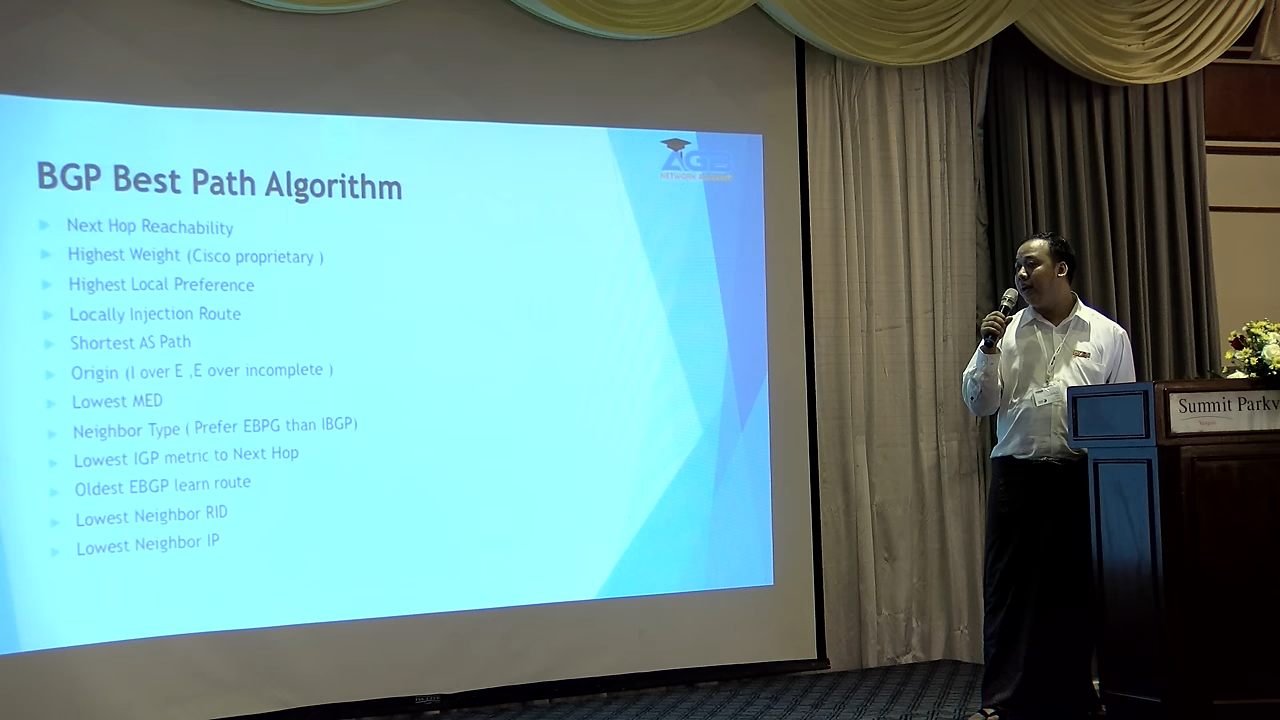 AGB
NETWORK
BGP Best Path Algorithm
Next Hop Reachability
Highest Weight (Cisco proprietary )
Highest Local Preference
Locally Injection Route
Shortest AS Path
Origin (I over E ,E over incomplete )
Lowest MED
Neighbor Type ( Prefer EBPG than IBGP)
Lowest IGP metric to Next Hop
Oldest EBGP learn route
Lowest Neighbor RID
Lowest Neighbor IP
Summit Parkv